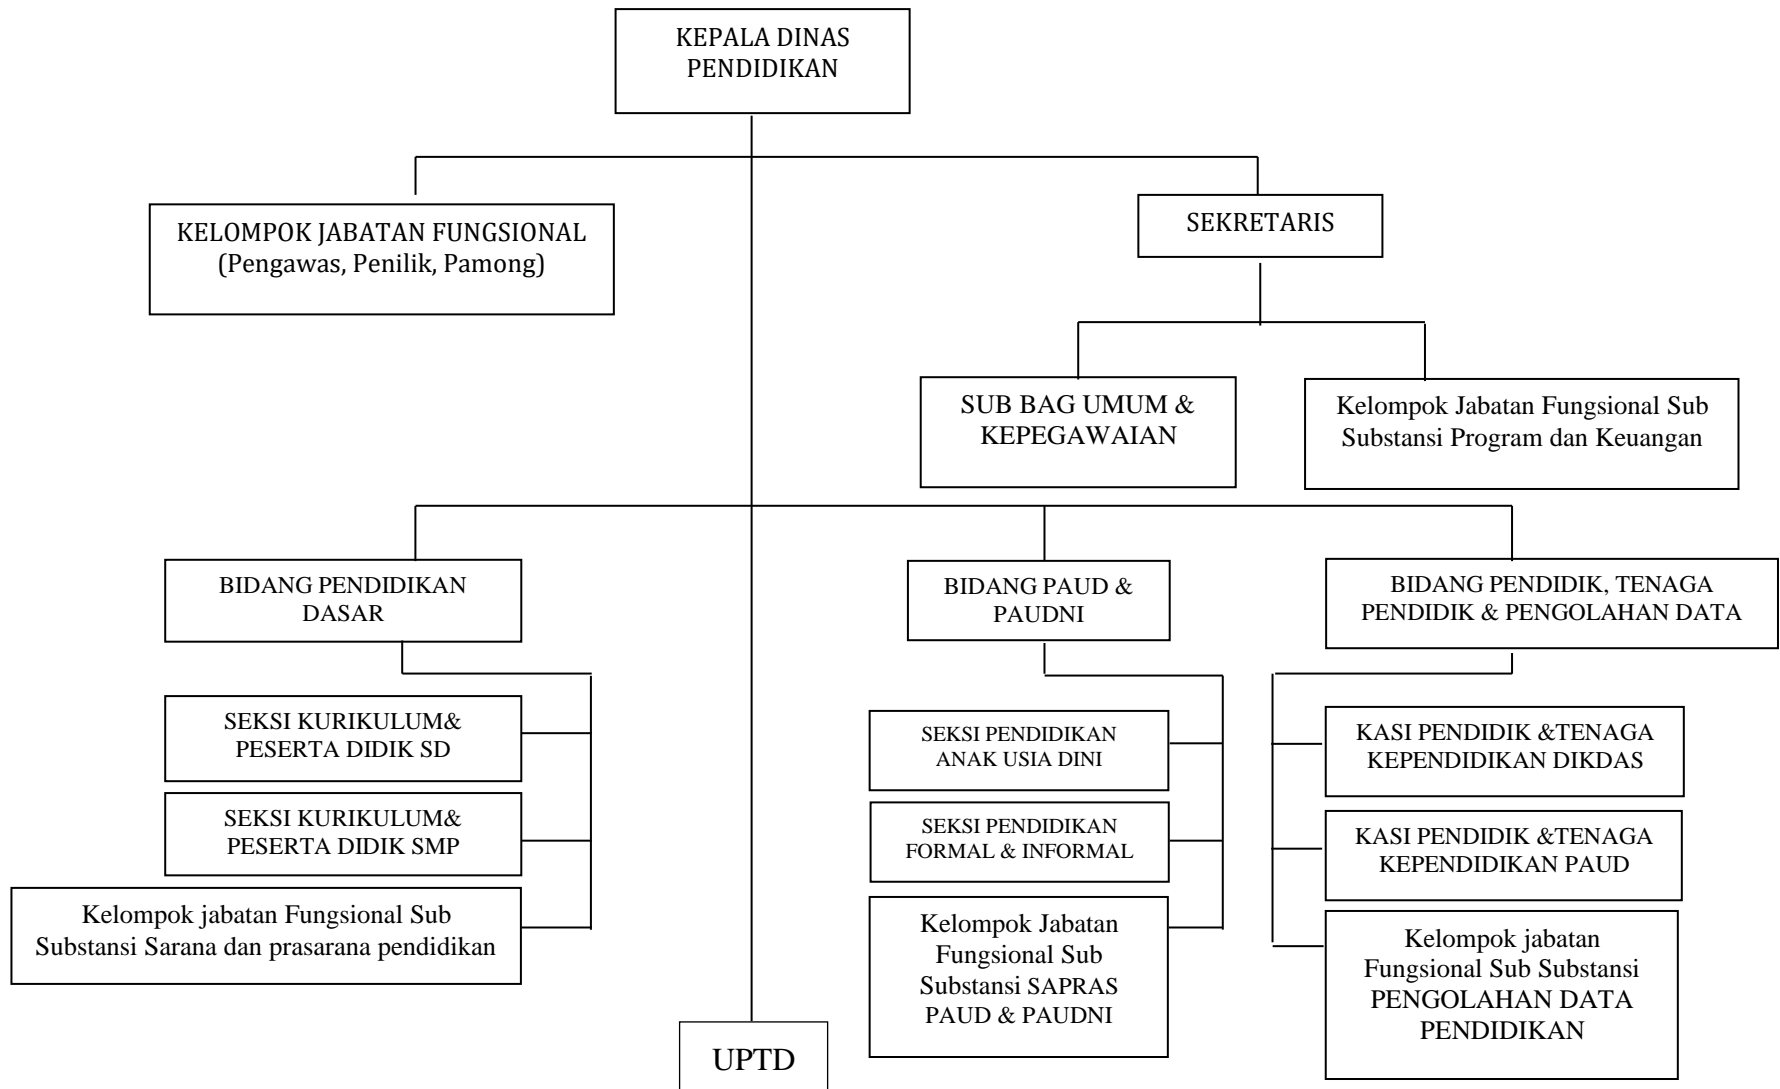 KEPALA DINAS
PENDIDIKAN
KELOMPOK JABATAN FUNGSIONAL
(Pengawas, Penilik, Pamong)
SEKRETARIS
SUB BAG UMUM &
KEPEGAWAIAN
Kelompok Jabatan Fungsional Sub
Substansi Program dan Keuangan
BIDANG PENDIDIKAN
DASAR
BIDANG PAUD &
PAUDNI
BIDANG PENDIDIK, TENAGA
PENDIDIK & PENGOLAHAN DATA
SEKSI KURIKULUM&
PESERTA DIDIK SD
SEKSI KURIKULUM&
PESERTA DIDIK SMP
Kelompok jabatan Fungsional Sub
Substansi Sarana dan prasarana pendidikan
SEKSI PENDIDIKAN
ANAK USIA DINI
SEKSI PENDIDIKAN
FORMAL & INFORMAL
Kelompok Jabatan
Fungsional Sub
Substansi SAPRAS
PAUD & PAUDNI
KASI PENDIDIK &TENAGA
KEPENDIDIKAN DIKDAS
KASI PENDIDIK &TENAGA
KEPENDIDIKAN PAUD
Kelompok jabatan
Fungsional Sub Substansi
PENGOLAHAN DATA
PENDIDIKAN
UPTD